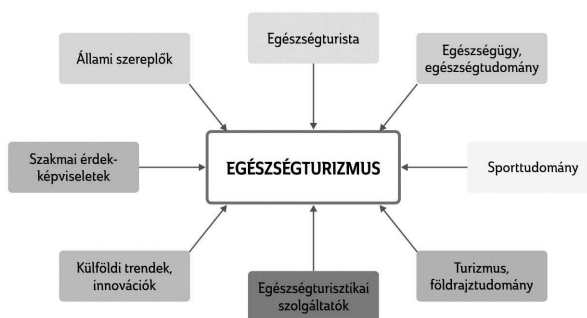 Egészségturista
Állami szereplők
Egészségügy,
egészségtudomány
Szakmai érdek-
képviseletek
EGÉSZSÉGTURIZMUS
Sporttudomány
Külföldi trendek,
innovációk
Egészségturisztikai
szolgáltatók
Turizmus,
földrajztudomány